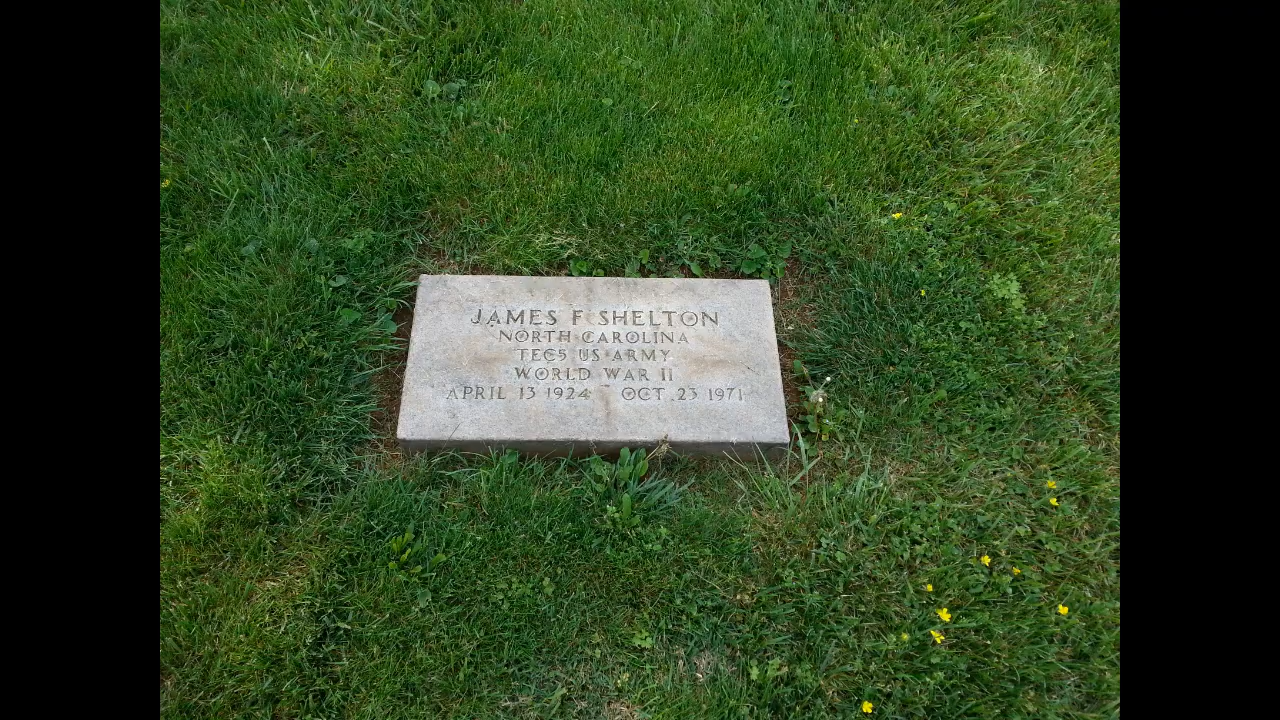 JAMES F SHELTON
NORTH CAROLINA
TEC5 US ARMY
WORLD WAR II
APRIL 13 1924 OCT 23 1971